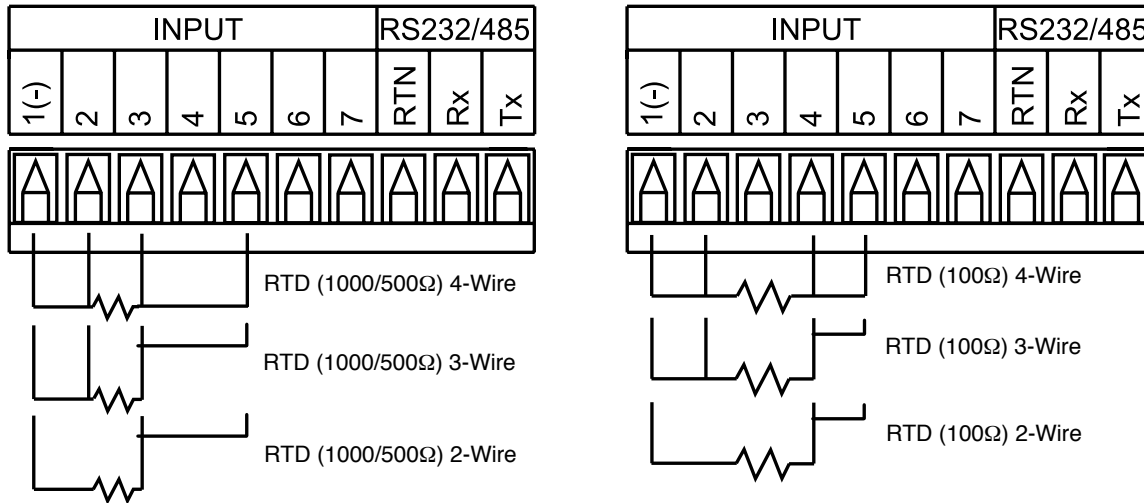 INPUT RS232/485
1(-) 2 3 4 5 6 7 RTN Rx Tx
RTD (1000/500Ω) 4-Wire
RTD (1000/500Ω) 3-Wire
RTD (1000/500Ω) 2-Wire
INPUT RS232/485
1(-) 2 3 4 5 6 7 RTN Rx Tx
RTD (100Ω) 4-Wire
RTD (100Ω) 3-Wire
RTD (100Ω) 2-Wire